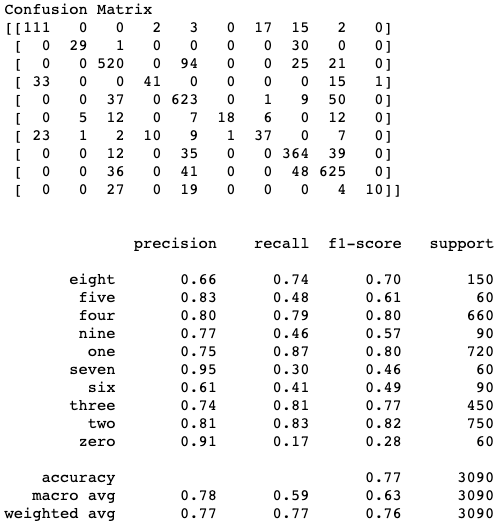 Confusion Matrix
[[111 0 0 2 3 0 17 15 2 0]
[ 0 29 1 0 0 0 0 30 0 0]
[ 0 0 520 0 94 0 0 25 21 0]
[ 33 0 0 41 0 0 0 0 15 1]
[ 0 0 37 0 623 0 1 9 50 0]
[ 0 5 12 0 7 18 6 0 12 0]
[ 23 1 2 10 9 1 37 0 7 0]
[ 0 0 12 0 35 0 0 364 39 0]
[ 0 0 36 0 41 0 0 48 625 0]
[ 0 0 27 0 19 0 0 0 4 10]]
precision recall f1-score support
eight 0.66 0.74 0.70 150
five 0.83 0.48 0.61 60
four 0.80 0.79 0.80 660
nine 0.77 0.46 0.57 90
one 0.75 0.87 0.80 720
seven 0.95 0.30 0.46 60
six 0.61 0.41 0.49 90
three 0.74 0.81 0.77 450
two 0.81 0.83 0.82 750
zero 0.91 0.17 0.28 60
accuracy 0.77 3090
macro avg 0.78 0.59 0.63 3090
weighted avg 0.77 0.77 0.76 3090